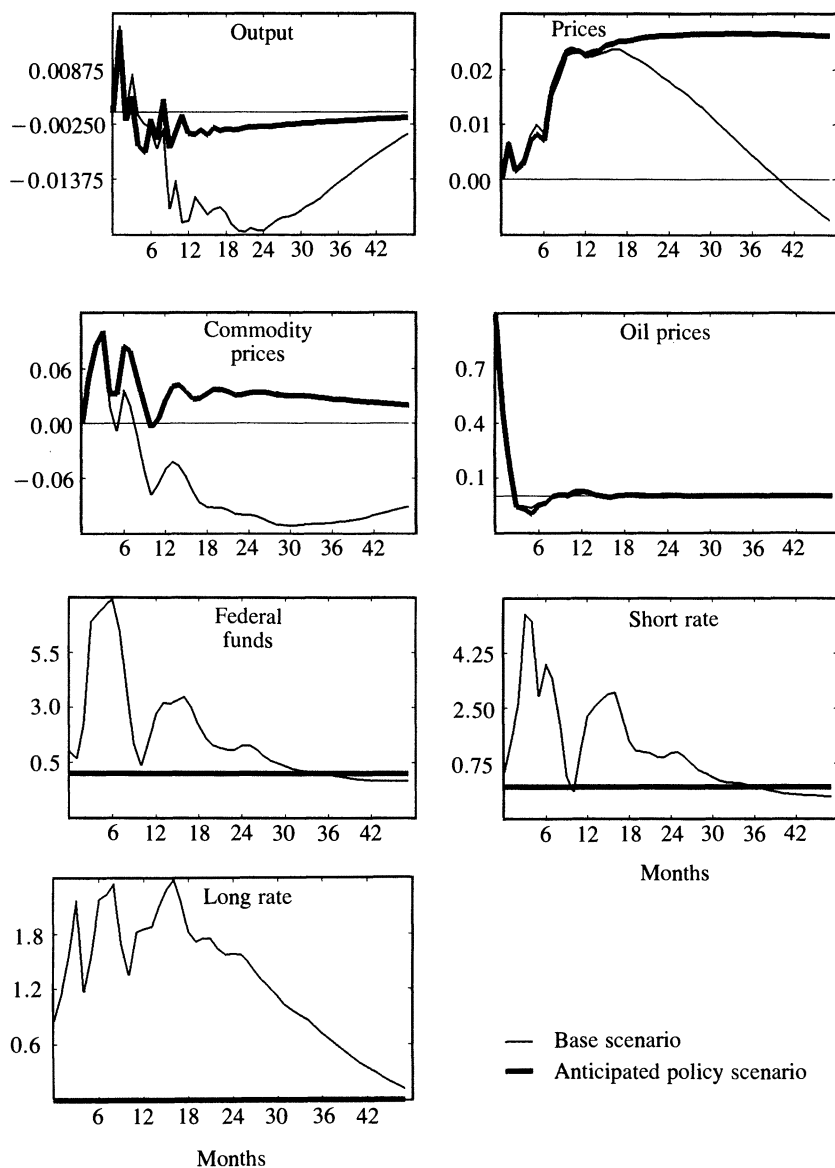 Output
0.00875
−0.00250
−0.01375
6 12 18 24 30 36 42
Prices
0.02
0.01
0.00
6 12 18 24 30 36 42
Commodity
prices
0.06
0.00
−0.06
6 12 18 24 30 36 42
Oil prices
0.7
0.4
0.1
6 12 18 24 30 36 42
Federal
funds
5.5
3.0
0.5
6 12 18 24 30 36 42
Short rate
4.25
2.50
0.75
6 12 18 24 30 36 42
Months
Long rate
1.8
1.2
0.6
6 12 18 24 30 36 42
Months
Base scenario
Anticipated policy scenario